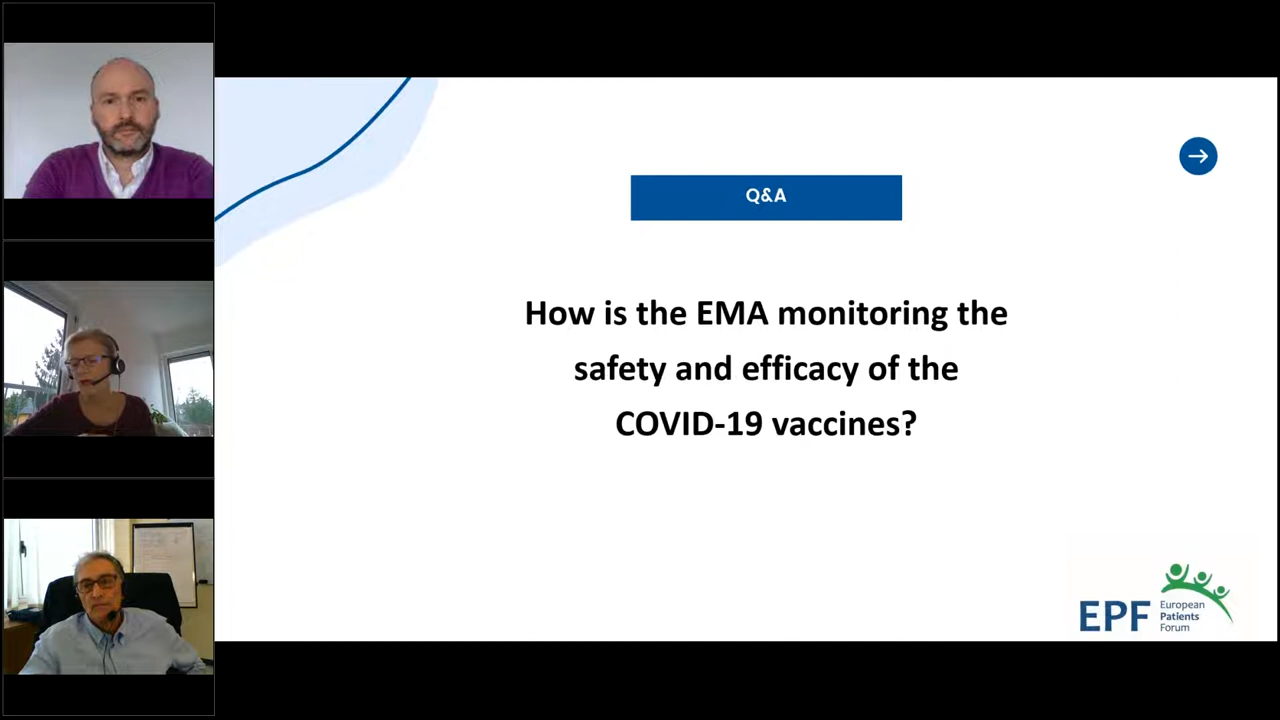 Q&A
How is the EMA monitoring the
safety and efficacy of the
COVID-19 vaccines?
EPF
European
Patients
Forum